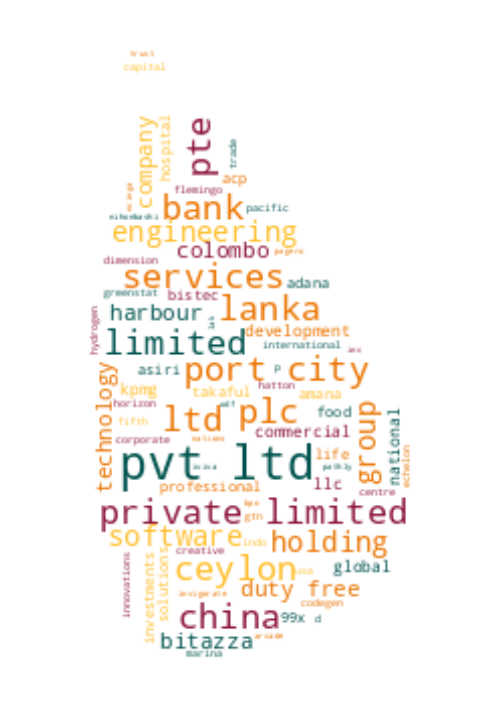 trust
capital
company
hospital
pte
trade
acp
flemingo
bank
pacific
nihonbashi
engineering
colombo
dimension
services
adana
greenstat
bistec
lanka
harbour
hydrogen
development
limited
international
asiri
port city
p
hatton
technology
kpmg
takaful
amana
horizon
ltd
plc
food
fifth
commercial
group
national
corporate
pvt ltd
life
echelon
professional
llc
centre
private limited
gtn
software
indo
holding
creative
innovations
investments
solutions
ceylon
global
invigorate
duty free
codegen
china
99x
d
bitazza
arcade
marina